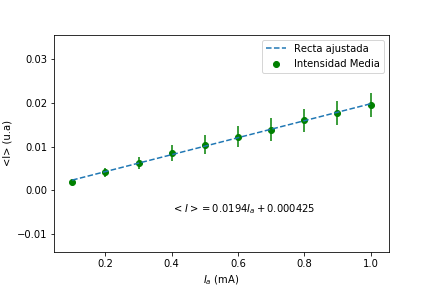 Recta ajustada
Intensidad Media
0.03
0.02
0.01
0.00
−0.01
<I> (u.a)
<I> = 0.0194I_a + 0.000425
0.2 0.4 0.6 0.8 1.0
I_a (mA)